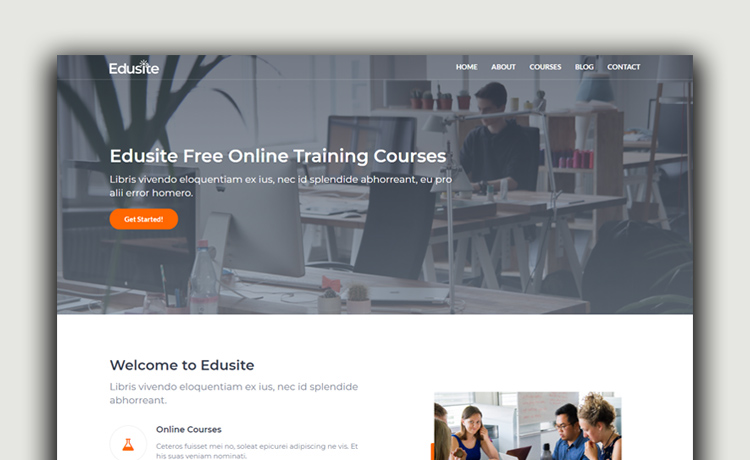 Edusite
HOME ABOUT COURSES BLOG CONTACT
Edusite Free Online Training Courses
Libris vivendo eloquentiam ex ius, nec id splendide abhorreant, eu pro
alii error homero.
Get Started!
Welcome to Edusite
Libris vivendo eloquentiam ex ius, nec id splendide
abhorreant.
Online Courses
Ceteros fuisset mei no, soleat epicurei adipiscing ne vis. Et
his suas veniam nominati.